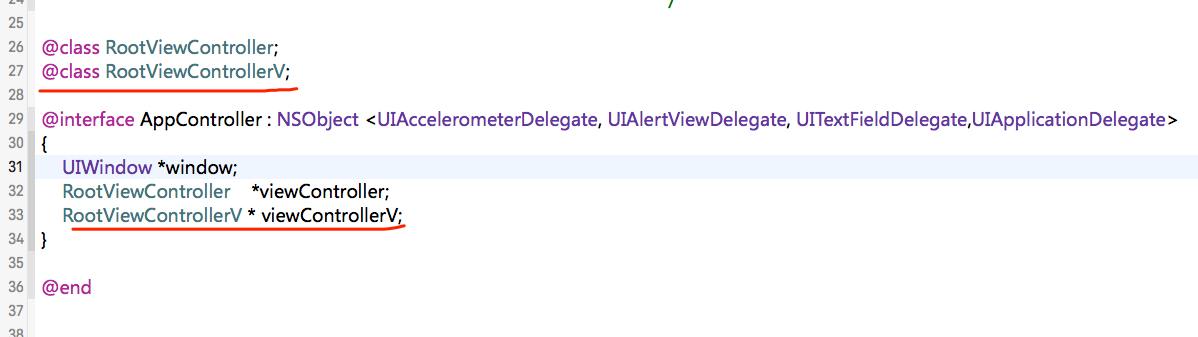 24 /
25
26 @class RootViewController;
27 @class RootViewControllerV;
28
29 @interface AppController : NSObject <UIAccelerometerDelegate, UIAlertViewDelegate, UITextFieldDelegate,UIApplicationDelegate>
30 {
31 UIWindow *window;
32 RootViewController *viewController;
33 RootViewControllerV * viewControllerV;
34 }
35
36 @end
37
38